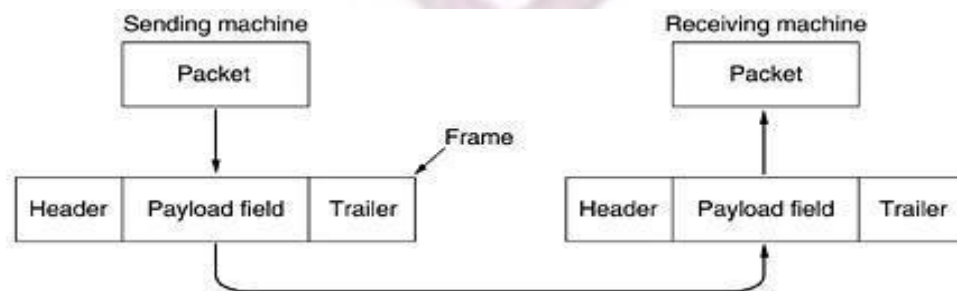 Sending machine
Receiving machine
Packet
Packet
Frame
Header Payload field Trailer
Header Payload field Trailer